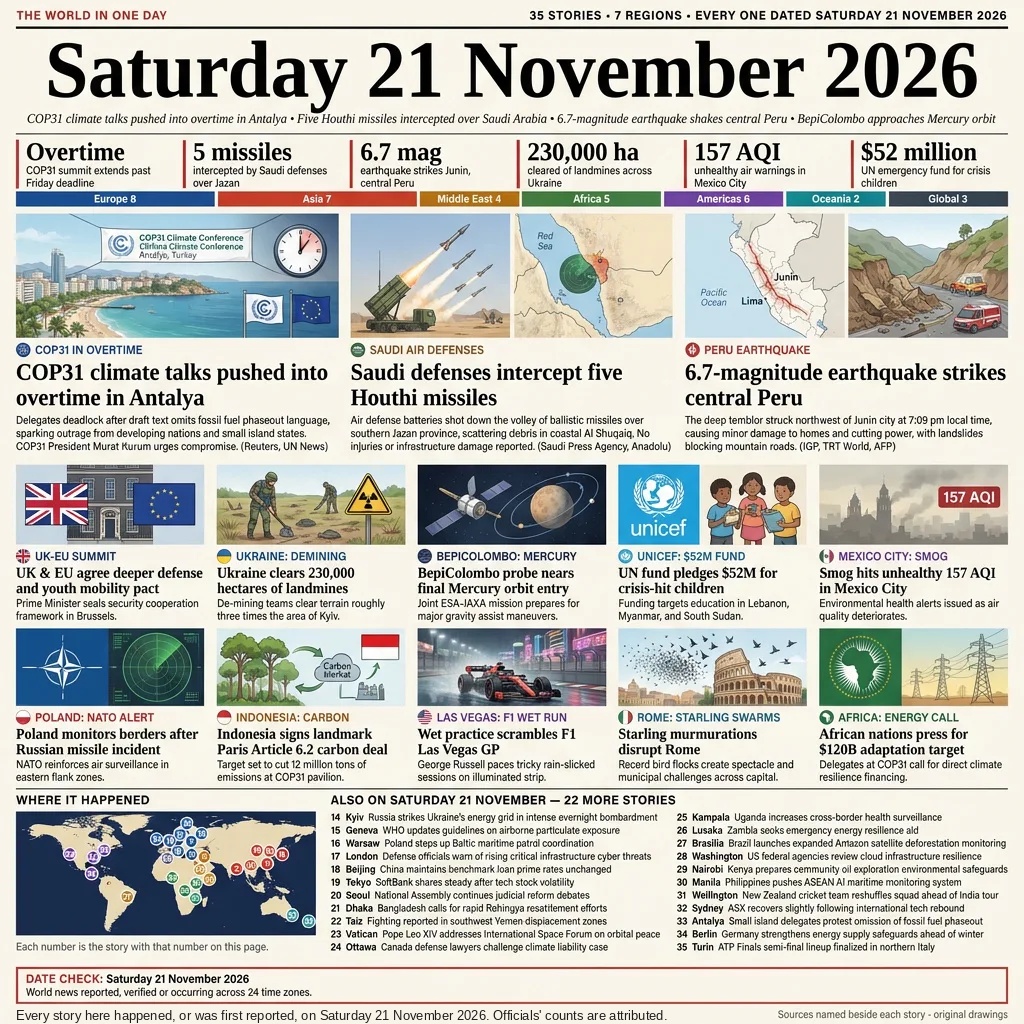 THE WORLD IN ONE DAY
35 STORIES • 7 REGIONS • EVERY ONE DATED SATURDAY 21 NOVEMBER 2026
Saturday 21 November 2026
COP31 climate talks pushed into overtime in Antalya • Five Houthi missiles intercepted over Saudi Arabia • 6.7-magnitude earthquake shakes central Peru • BepiColombo approaches Mercury orbit
Overtime
COP31 summit extends past
Friday deadline
5 missiles
intercepted by Saudi defenses
over Jazan
6.7 mag
earthquake strikes Junin,
central Peru
230,000 ha
cleared of landmines across
Ukraine
157 AQI
unhealthy air warnings in
Mexico City
$52 million
UN emergency fund for crisis
children
Europe 8
Asia 7
Middle East 4
Africa 5
Americas 6
Oceania 2
Global 3
COP31 Climate Conference
Clifana Climste Conference
Antalya, Turkey
Red
Sea
Junin
Lima
Pacific
Ocean
COP31 IN OVERTIME
COP31 climate talks pushed into
overtime in Antalya
Delegates deadlock after draft text omits fossil fuel phaseout language,
sparking outrage from developing nations and small island states.
COP31 President Murat Kurum urges compromise. (Reuters, UN News)
SAUDI AIR DEFENSES
Saudi defenses intercept five
Houthi missiles
Air defense batteries shot down the volley of ballistic missiles over
southern Jazan province, scattering debris in coastal Al Shuqaiq. No
injuries or infrastructure damage reported. (Saudi Press Agency, Anadolu)
PERU EARTHQUAKE
6.7-magnitude earthquake strikes
central Peru
The deep temblor struck northwest of Junin city at 7:09 pm local time,
causing minor damage to homes and cutting power, with landslides
blocking mountain roads. (IGP, TRT World, AFP)
unicef
157 AQI
UK-EU SUMMIT
UK & EU agree deeper defense
and youth mobility pact
Prime Minister seals security cooperation
framework in Brussels.
UKRAINE: DEMINING
Ukraine clears 230,000
hectares of landmines
De-mining teams clear terrain roughly
three times the area of Kyiv.
BEPICOLOMBO: MERCURY
BepiColombo probe nears
final Mercury orbit entry
Joint ESA-JAXA mission prepares for
major gravity assist maneuvers.
UNICEF: $52M FUND
UN fund pledges $52M for
crisis-hit children
Funding targets education in Lebanon,
Myanmar, and South Sudan.
MEXICO CITY: SMOG
Smog hits unhealthy 157 AQI
in Mexico City
Environmental health alerts issued as air
quality deteriorates.
Carbon
POLAND: NATO ALERT
Poland monitors borders after
Russian missile incident
NATO reinforces air surveillance in
eastern flank zones.
INDONESIA: CARBON
Indonesia signs landmark
Paris Article 6.2 carbon deal
Target set to cut 12 million tons of
emissions at COP31 pavilion.
LAS VEGAS: F1 WET RUN
Wet practice scrambles F1
Las Vegas GP
George Russell paces tricky rain-slicked
sessions on illuminated strip.
ROME: STARLING SWARMS
Starling murmurations
disrupt Rome
Recerd bird flocks create spectacle and
municipal challenges across capital.
AFRICA: ENERGY CALL
African nations press for
$120B adaptation target
Delegates at COP31 call for direct climate
resilience financing.
WHERE IT HAPPENED
Each number is the story with that number on this page.
ALSO ON SATURDAY 21 NOVEMBER — 22 MORE STORIES
14 Kyiv Russia strikes Ukraine's energy grid in intense evernight bombardment
15 Geneva WHO updates guidelines on airborne particulate exposure
16 Warsaw Poland steps up Baltic maritime patrol coordination
17 London Defense officials warn of rising critical infrastructure cyber threats
18 Beijing China maintains benchmark loan prime rates unchanged
19 Tekyo SoftBank shares steady after tech stock volatility
20 Seoul National Assembly continues judicial reform debates
21 Dhaka Bangladesh calls for rapid Rehingya resatitlement efforts
22 Taiz Fighting reported in southwest Yemen displacement zones
23 Vatican Pope Leo XIV addresses International Space Forum on orbital peace
24 Ottawa Canada defense lawyers challenge climate liability case
25 Kampala Uganda increases cross-border health surveillance
26 Lusaka Zambla seoks emergency energy resilience ald
27 Brasilia Brazil launches expanded Amazon satellite deforestation monitoring
28 Washington US federal agencies review cloud infrastructure resilience
29 Nairobi Kenya prepares community oil exploration environmental safeguards
30 Manila Philippines pushes ASEAN AI maritime monitoring system
31 Wellngton New Zealand cricket team reshuffles squad ahead of India tour
32 Sydney ASX recovers slightly following international tech rebound
33 Antalya Small island delegates protest omission of fossil fuel phaseout
34 Berlin Germany strengthens energy supply safeguards ahead of winter
35 Turin ATP Finals semi-final lineup finalized in northern Italy
DATE CHECK: Saturday 21 November 2026
World news reported, verified or occurring across 24 time zones.
Every story here happened, or was first reported, on Saturday 21 November 2026. Officials' counts are attributed.
Sources named beside each story - original drawings